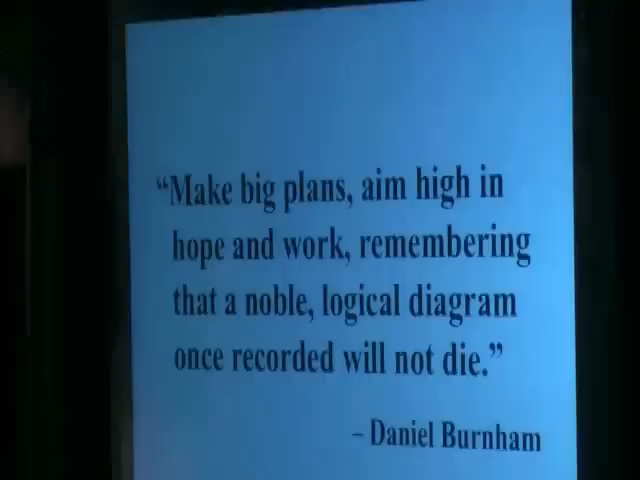 “Make big plans, aim high in
hope and work, remembering
that a noble, logical diagram
once recorded will not die.”
– Daniel Burnham